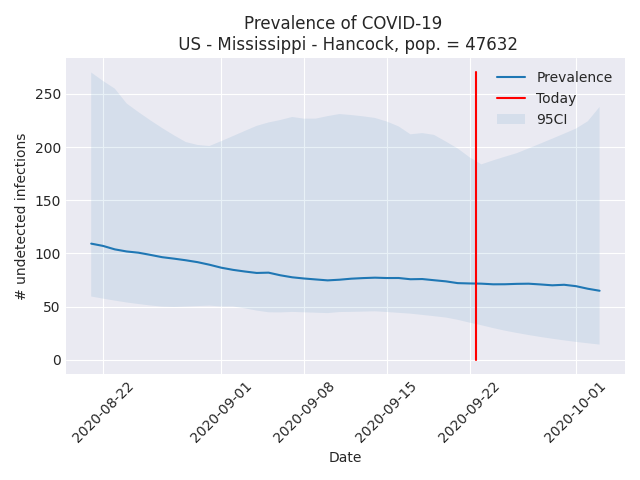 Prevalence of COVID-19
US - Mississippi - Hancock, pop. = 47632
Prevalence
Today
95CI
# undetected infections
250
200
150
100
50
0
2020-08-22
2020-09-01
2020-09-08
2020-09-15
2020-09-22
2020-10-01
Date